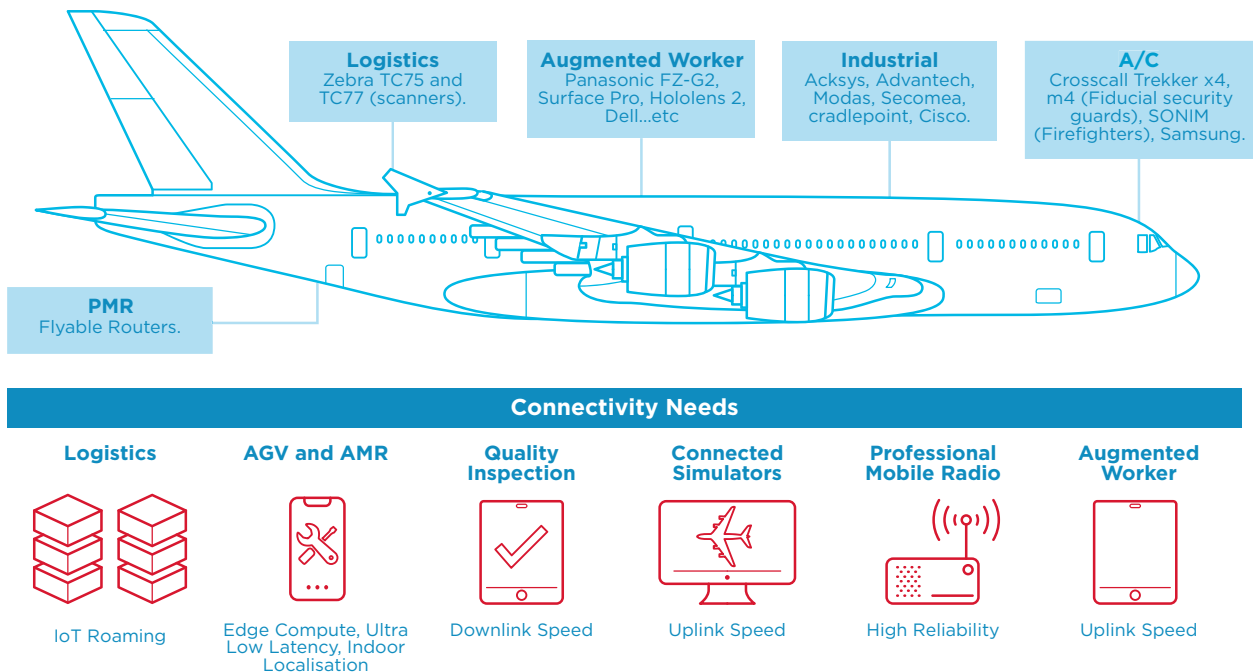 Logistics
Zebra TC75 and
TC77 (scanners).
Augmented Worker
Panasonic FZ-G2,
Surface Pro, Hololens 2,
Dell...etc
Industrial
Acksys, Advantech,
Modas, Secomea,
cradlepoint, Cisco.
A/C
Crosscall Trekker x4,
m4 (Fiducial security
guards), SONIM
(Firefighters), Samsung.
PMR
Flyable Routers.
Connectivity Needs
Logistics
IoT Roaming
AGV and AMR
Edge Compute, Ultra
Low Latency, Indoor
Localisation
Quality
Inspection
Downlink Speed
Connected
Simulators
Uplink Speed
Professional
Mobile Radio
High Reliability
Augmented
Worker
Uplink Speed